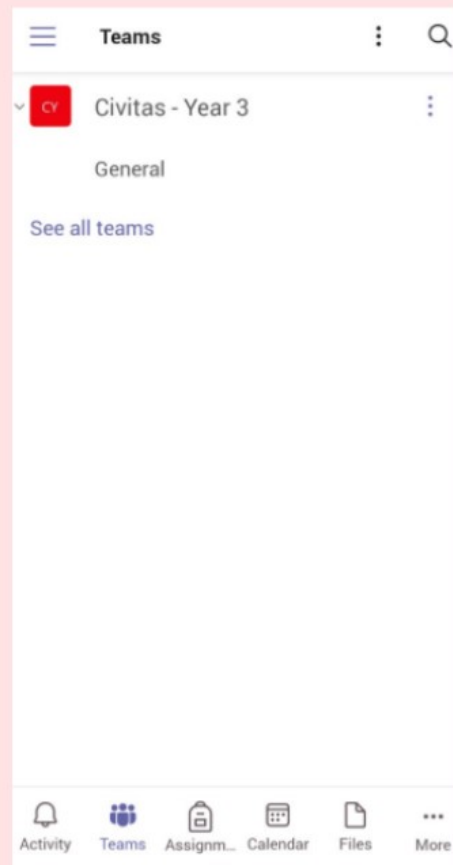 Teams
CY Civitas - Year 3
General
See all teams
Activity Teams Assignm... Calendar Files More